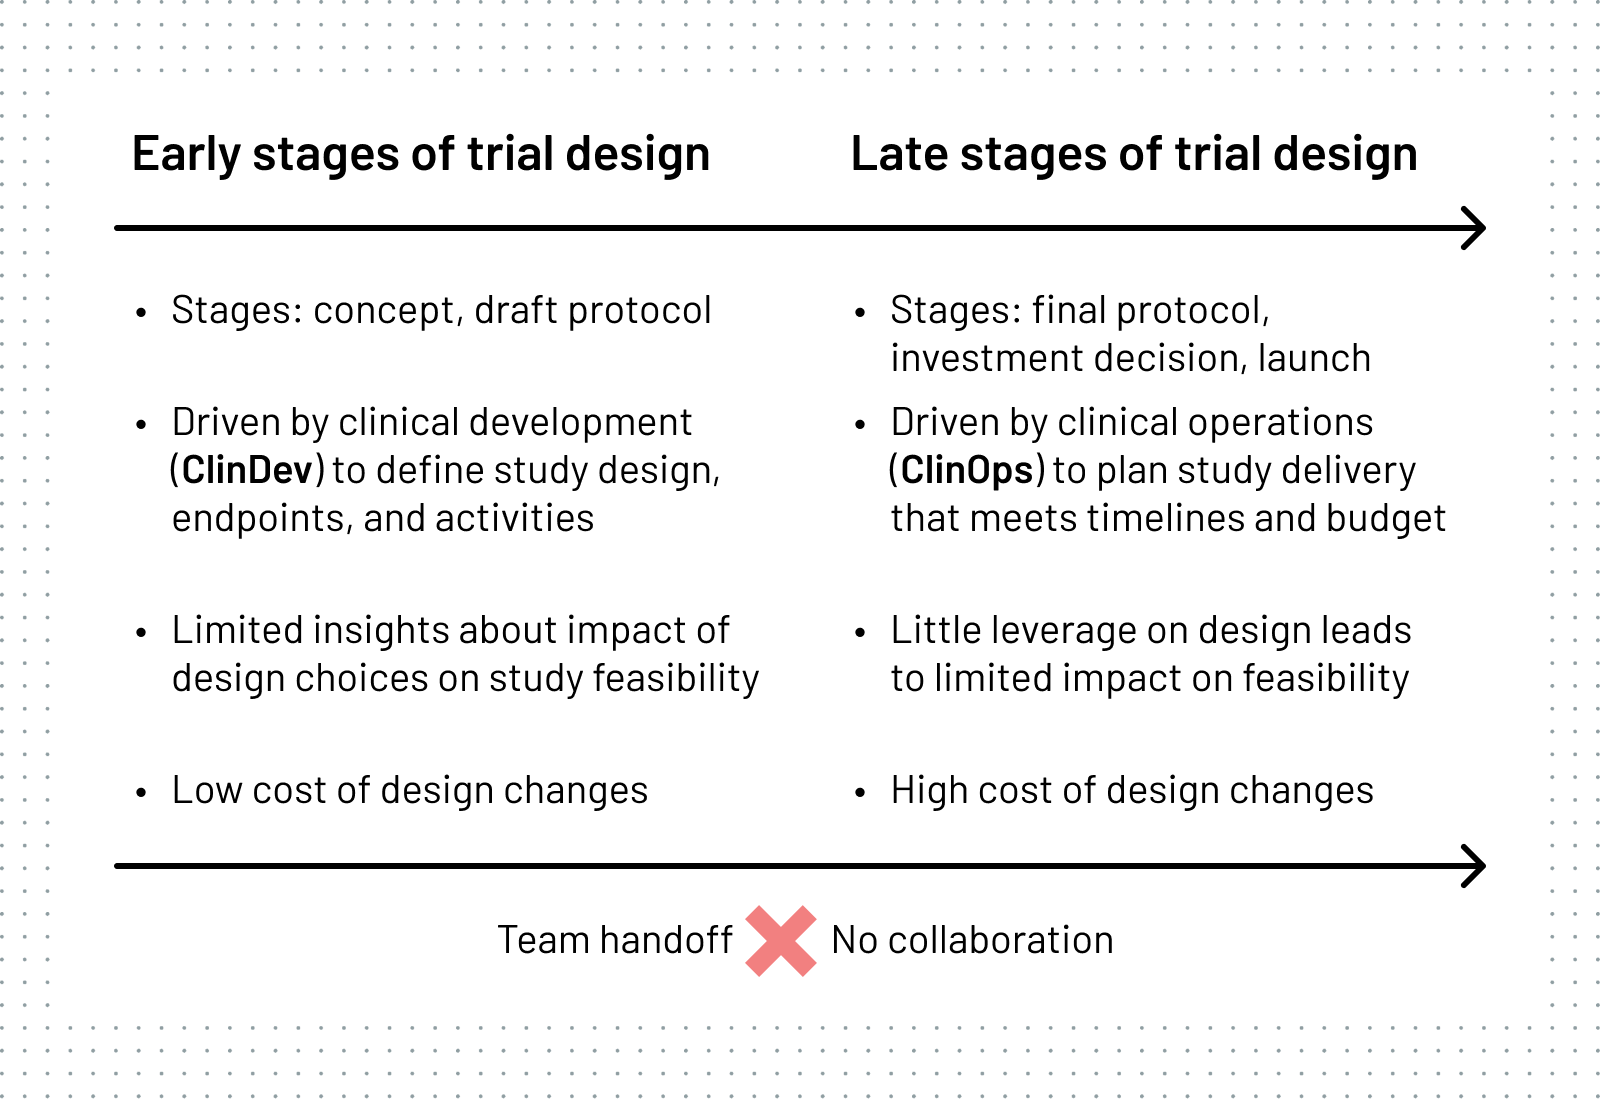 Early stages of trial design
Late stages of trial design
• Stages: concept, draft protocol
• Driven by clinical development
(ClinDev) to define study design,
endpoints, and activities
• Limited insights about impact of
design choices on study feasibility
• Low cost of design changes
• Stages: final protocol,
investment decision, launch
• Driven by clinical operations
(ClinOps) to plan study delivery
that meets timelines and budget
• Little leverage on design leads
to limited impact on feasibility
• High cost of design changes
Team handoff
No collaboration